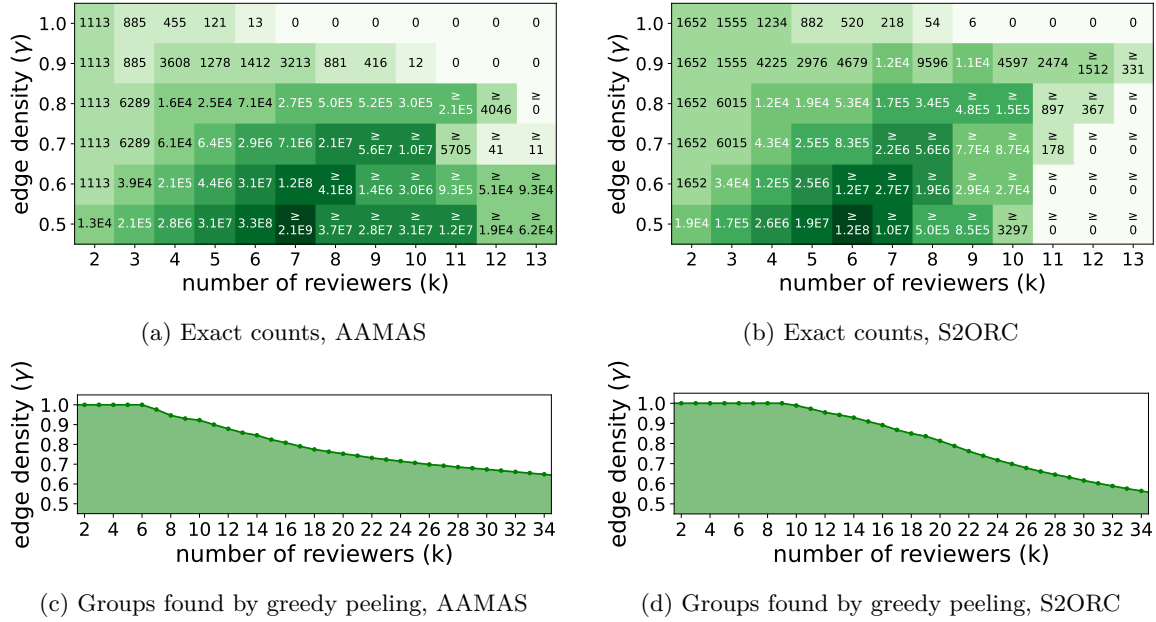 edge density (γ)
1.0 1113 885 455 121 13 0 0 0 0 0 0 0
0.9 1113 885 3608 1278 1412 3213 881 416 12 0 0 0
0.8 1113 6289 1.6E4 2.5E4 7.1E4 2.7E5 5.0E5 5.2E5 3.0E5 ≥ 2.1E5 ≥ 4046 ≥ 0
0.7 1113 6289 6.1E4 6.4E5 2.9E6 7.1E6 2.1E7 ≥ 5.6E7 ≥ 1.0E7 ≥ 5705 ≥ 41 ≥ 11
0.6 1113 3.9E4 2.1E5 4.4E6 3.1E7 1.2E8 ≥ 4.1E8 ≥ 1.4E6 ≥ 3.0E6 ≥ 9.3E5 ≥ 5.1E4 ≥ 9.3E4
0.5 1.3E4 2.1E5 2.8E6 3.1E7 3.3E8 ≥ 2.1E9 ≥ 3.7E7 ≥ 2.8E7 ≥ 3.1E7 ≥ 1.2E7 ≥ 1.9E4 ≥ 6.2E4
2 3 4 5 6 7 8 9 10 11 12 13
number of reviewers (k)
(a) Exact counts, AAMAS
edge density (γ)
1.0 1652 1555 1234 882 520 218 54 6 0 0 0 0
0.9 1652 1555 4225 2976 4679 1.2E4 9596 1.1E4 4597 2474 ≥ 1512 ≥ 331
0.8 1652 6015 1.2E4 1.9E4 5.3E4 1.7E5 3.4E5 ≥ 4.8E5 ≥ 1.5E5 ≥ 897 ≥ 367 ≥ 0
0.7 1652 6015 4.3E4 2.5E5 8.3E5 ≥ 2.2E6 ≥ 5.6E6 ≥ 7.7E4 ≥ 8.7E4 ≥ 178 ≥ 0 ≥ 0
0.6 1652 3.4E4 1.2E5 2.5E6 ≥ 1.2E7 ≥ 2.7E7 ≥ 1.9E6 ≥ 2.9E4 ≥ 2.7E4 ≥ 0 ≥ 0 ≥ 0
0.5 1.9E4 1.7E5 2.6E6 1.9E7 ≥ 1.2E8 ≥ 1.0E7 ≥ 5.0E5 ≥ 8.5E5 ≥ 3297 ≥ 0 ≥ 0 ≥ 0
2 3 4 5 6 7 8 9 10 11 12 13
number of reviewers (k)
(b) Exact counts, S2ORC
edge density (γ)
1.0
0.9
0.8
0.7
0.6
0.5
2 4 6 8 10 12 14 16 18 20 22 24 26 28 30 32 34
number of reviewers (k)
(c) Groups found by greedy peeling, AAMAS
edge density (γ)
1.0
0.9
0.8
0.7
0.6
0.5
2 4 6 8 10 12 14 16 18 20 22 24 26 28 30 32 34
number of reviewers (k)
(d) Groups found by greedy peeling, S2ORC